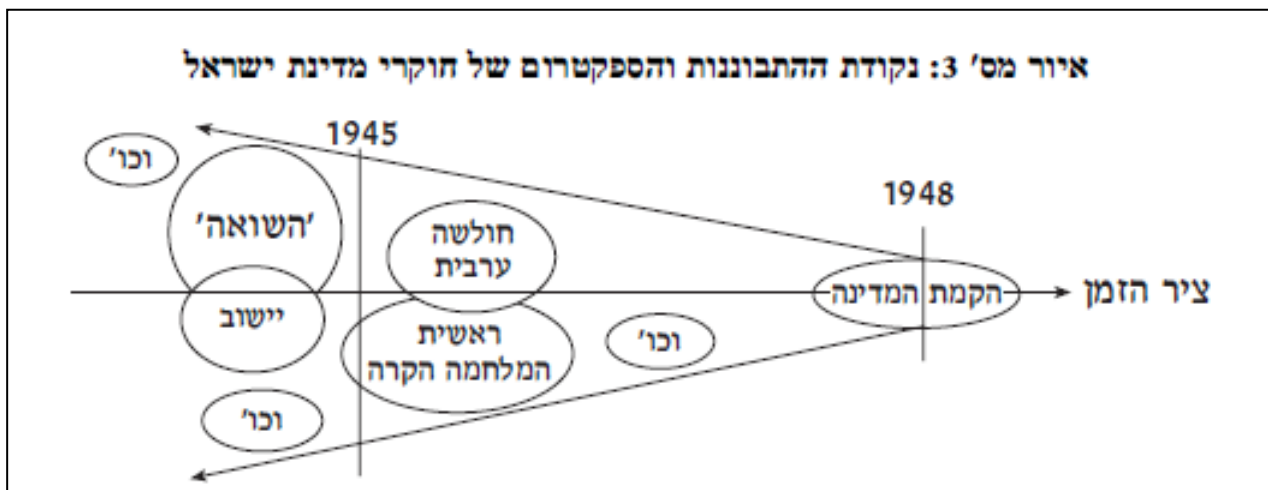 איור מס' 3: נקודת ההתבוננות והספקטרום של חוקרי מדינת ישראל
1945
1948
וכו'
'השואה'
חולשה
ערבית
ציר הזמן
הקמת המדינה
יישוב
ראשית
המלחמה הקרה
וכו'
וכו'